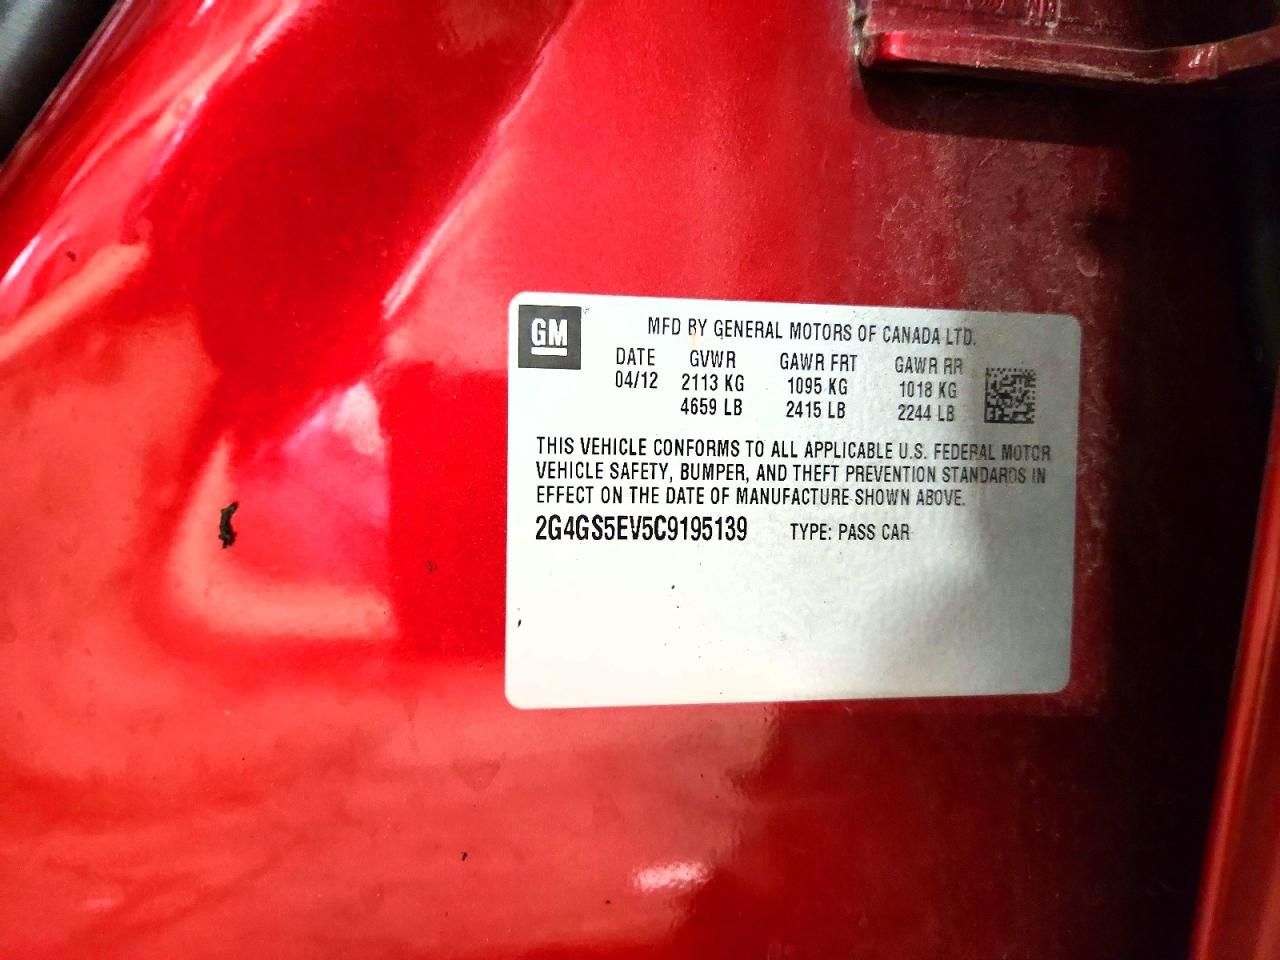 GM
MFD BY GENERAL MOTORS OF CANADA LTD.
DATE GVWR GAWR FRT GAWR RR
04/12 2113 KG 1095 KG 1018 KG
4659 LB 2415 LB 2244 LB
THIS VEHICLE CONFORMS TO ALL APPLICABLE U.S. FEDERAL MOTOR
VEHICLE SAFETY, BUMPER, AND THEFT PREVENTION STANDARDS IN
EFFECT ON THE DATE OF MANUFACTURE SHOWN ABOVE.
2G4GS5EV5C9195139 TYPE: PASS CAR